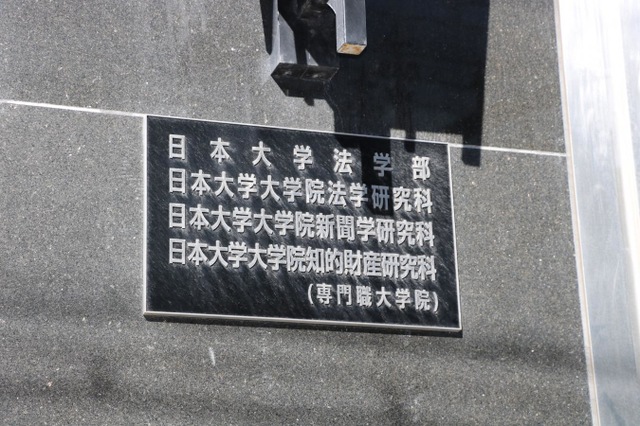 日本大学法学部
日本大学大学院法学研究科
日本大学大学院新聞学研究科
日本大学大学院知的財産研究科
(専門職大学院)